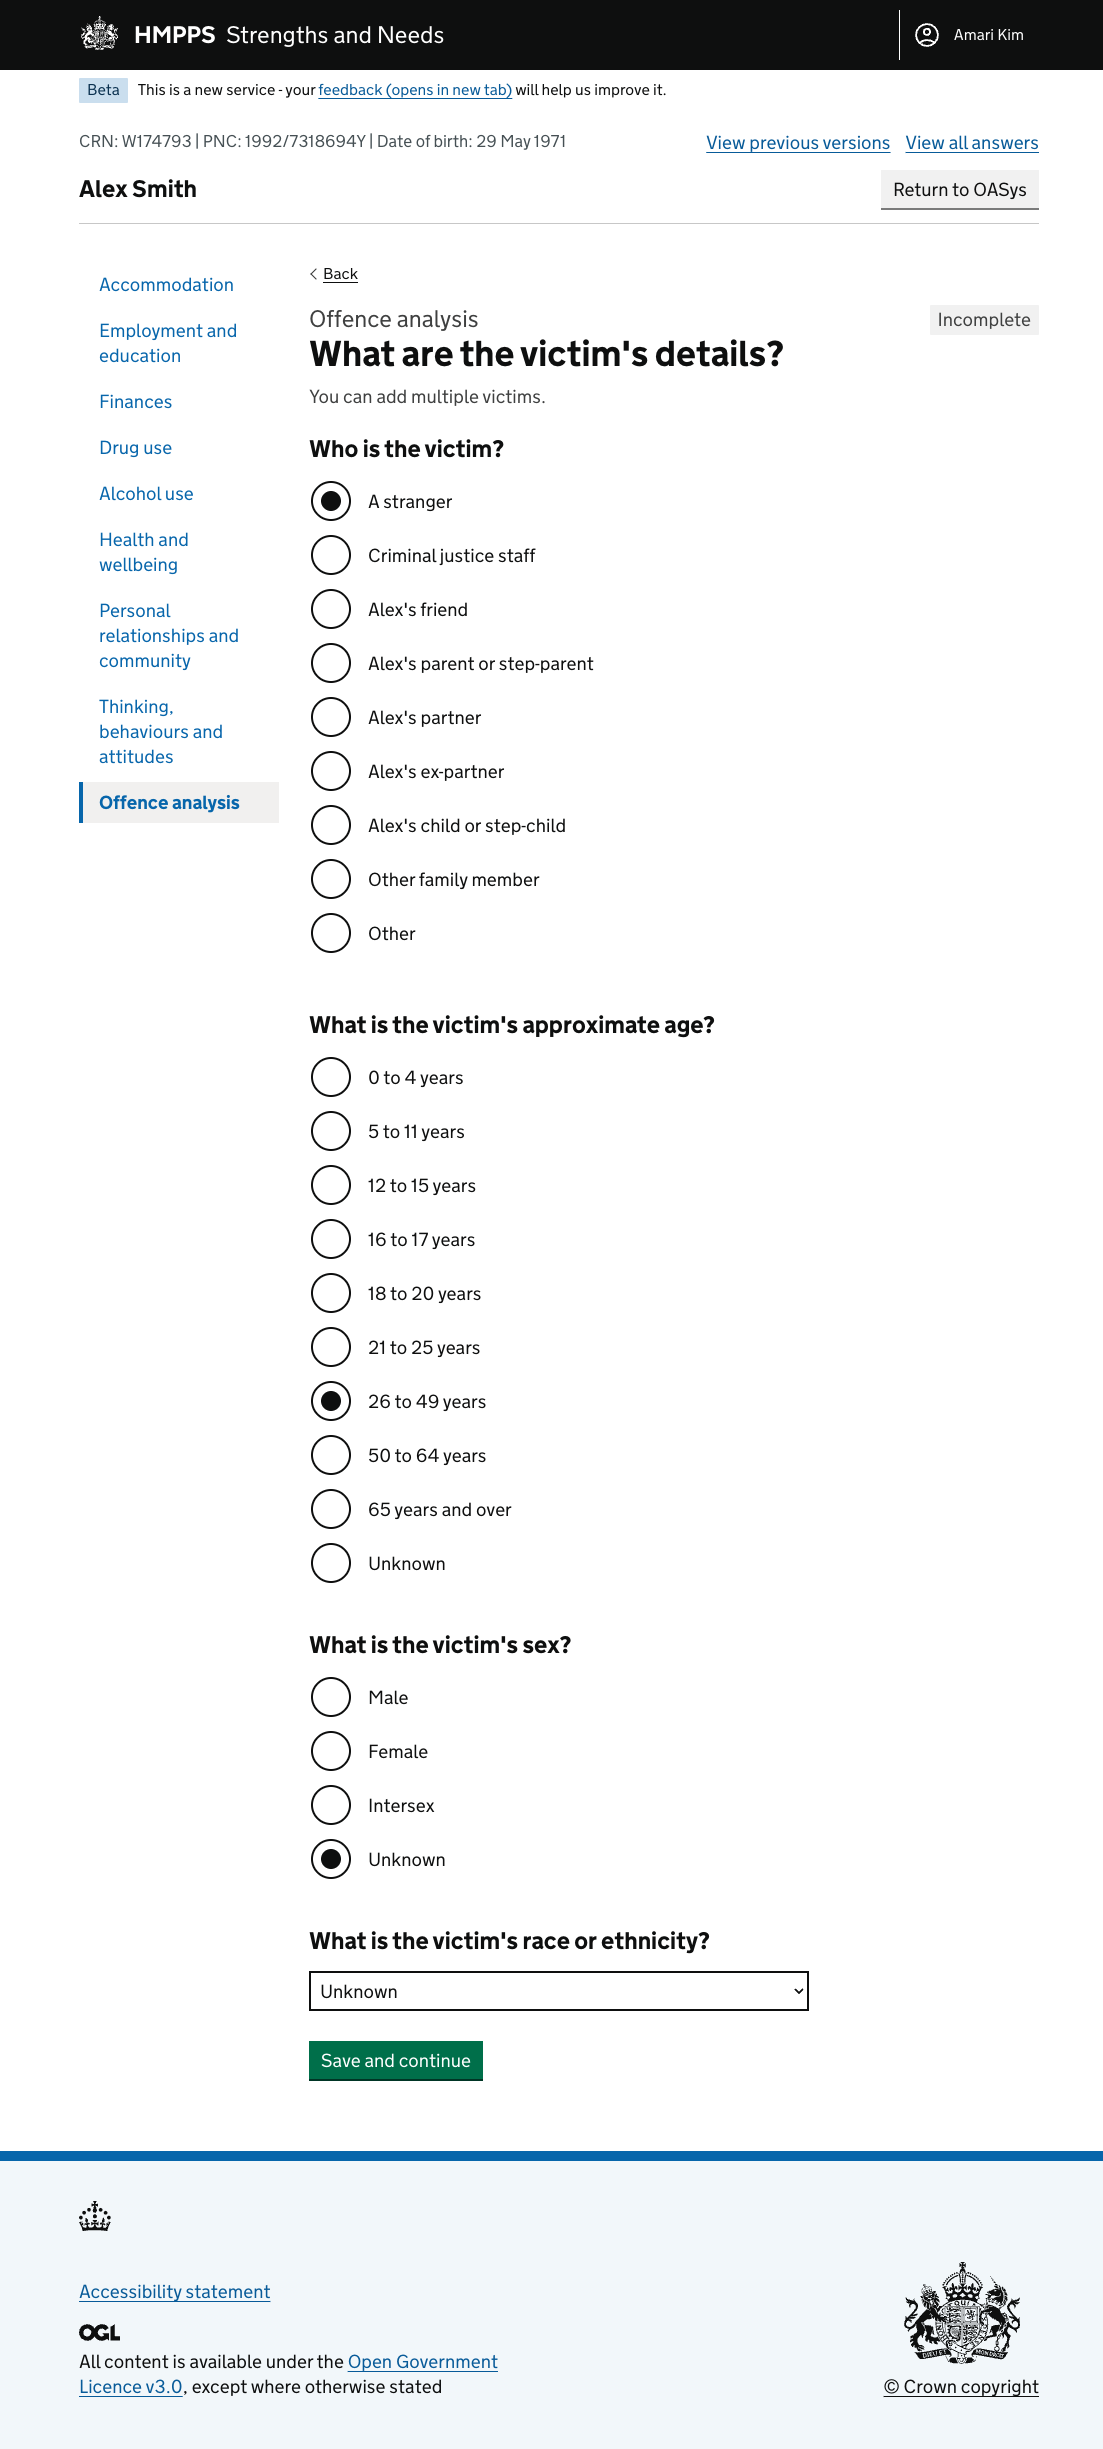 HMPPS Strengths and Needs
Amari Kim
Beta This is a new service - your feedback (opens in new tab) will help us improve it.
CRN: W174793 | PNC: 1992/7318694Y | Date of birth: 29 May 1971
View previous versions View all answers
Alex Smith
Return to OASys
Accommodation
Employment and
education
Finances
Drug use
Alcohol use
Health and
wellbeing
Personal
relationships and
community
Thinking,
behaviours and
attitudes
Offence analysis
Back
Offence analysis
Incomplete
What are the victim's details?
You can add multiple victims.
Who is the victim?
A stranger
Criminal justice staff
Alex's friend
Alex's parent or step-parent
Alex's partner
Alex's ex-partner
Alex's child or step-child
Other family member
Other
What is the victim's approximate age?
0 to 4 years
5 to 11 years
12 to 15 years
16 to 17 years
18 to 20 years
21 to 25 years
26 to 49 years
50 to 64 years
65 years and over
Unknown
What is the victim's sex?
Male
Female
Intersex
Unknown
What is the victim's race or ethnicity?
Unknown
Save and continue
Accessibility statement
OGL
All content is available under the Open Government
Licence v3.0, except where otherwise stated
© Crown copyright